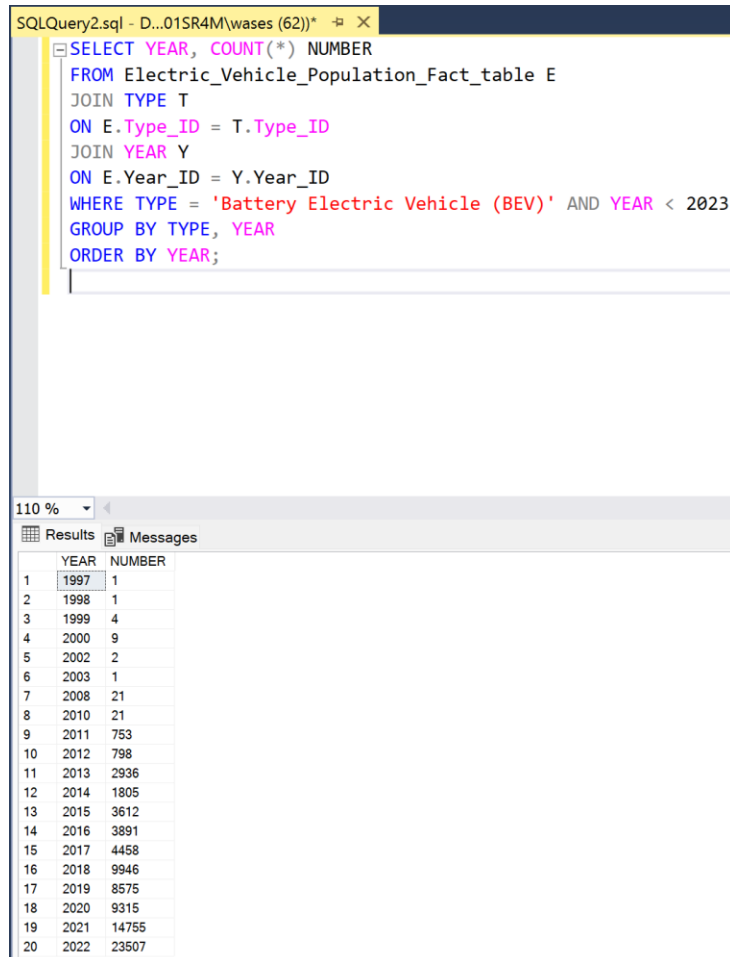 SQLQuery2.sql - D...01SR4M\wases (62))*
SELECT YEAR, COUNT(*) NUMBER
FROM Electric_Vehicle_Population_Fact_table E
JOIN TYPE T
ON E.Type_ID = T.Type_ID
JOIN YEAR Y
ON E.Year_ID = Y.Year_ID
WHERE TYPE = 'Battery Electric Vehicle (BEV)' AND YEAR < 2023
GROUP BY TYPE, YEAR
ORDER BY YEAR;
110 %
Results Messages
YEAR NUMBER
1 1997 1
2 1998 1
3 1999 4
4 2000 9
5 2002 2
6 2003 1
7 2008 21
8 2010 21
9 2011 753
10 2012 798
11 2013 2936
12 2014 1805
13 2015 3612
14 2016 3891
15 2017 4458
16 2018 9946
17 2019 8575
18 2020 9315
19 2021 14755
20 2022 23507